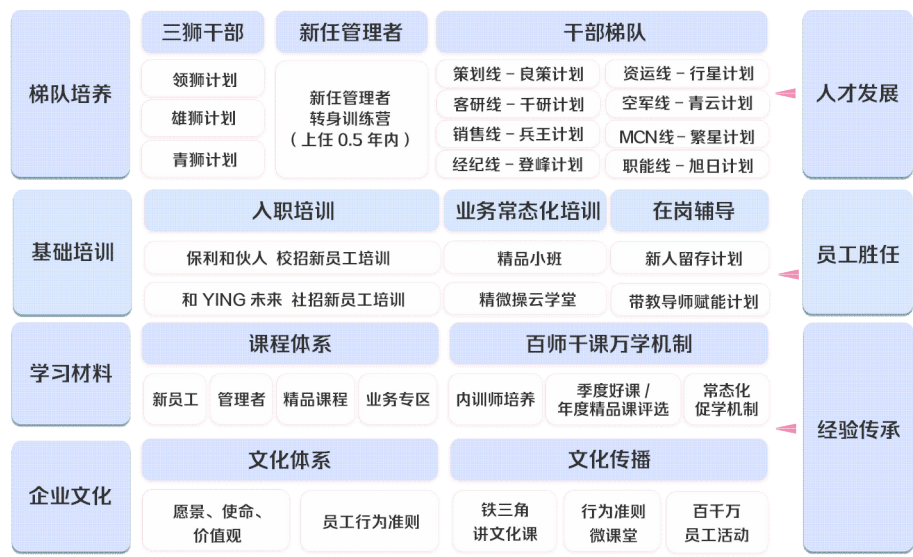 梯队培养
三狮干部
领狮计划
雄狮计划
青狮计划
新任管理者
新任管理者
转身训练营
（上任 0.5 年内）
干部梯队
策划线 – 良策计划
资运线 – 行星计划
客研线 – 干研计划
空军线 – 青云计划
销售线 – 兵王计划
MCN线 – 繁星计划
经纪线 – 登峰计划
职能线 – 旭日计划
人才发展
基础培训
入职培训
保利和伙人 校招新员工培训
和 YING 未来 社招新员工培训
业务常态化培训
精品小班
精微操云学堂
在岗辅导
新人留存计划
带教导师赋能计划
员工胜任
学习材料
课程体系
新员工
管理者
精品课程
业务专区
百师千课万学机制
内训师培养
季度好课 /
年度精品课评选
常态化
促学机制
经验传承
企业文化
文化体系
愿景、使命、
价值观
员工行为准则
文化传播
铁三角
讲文化课
行为准则
微课堂
百千万
员工活动